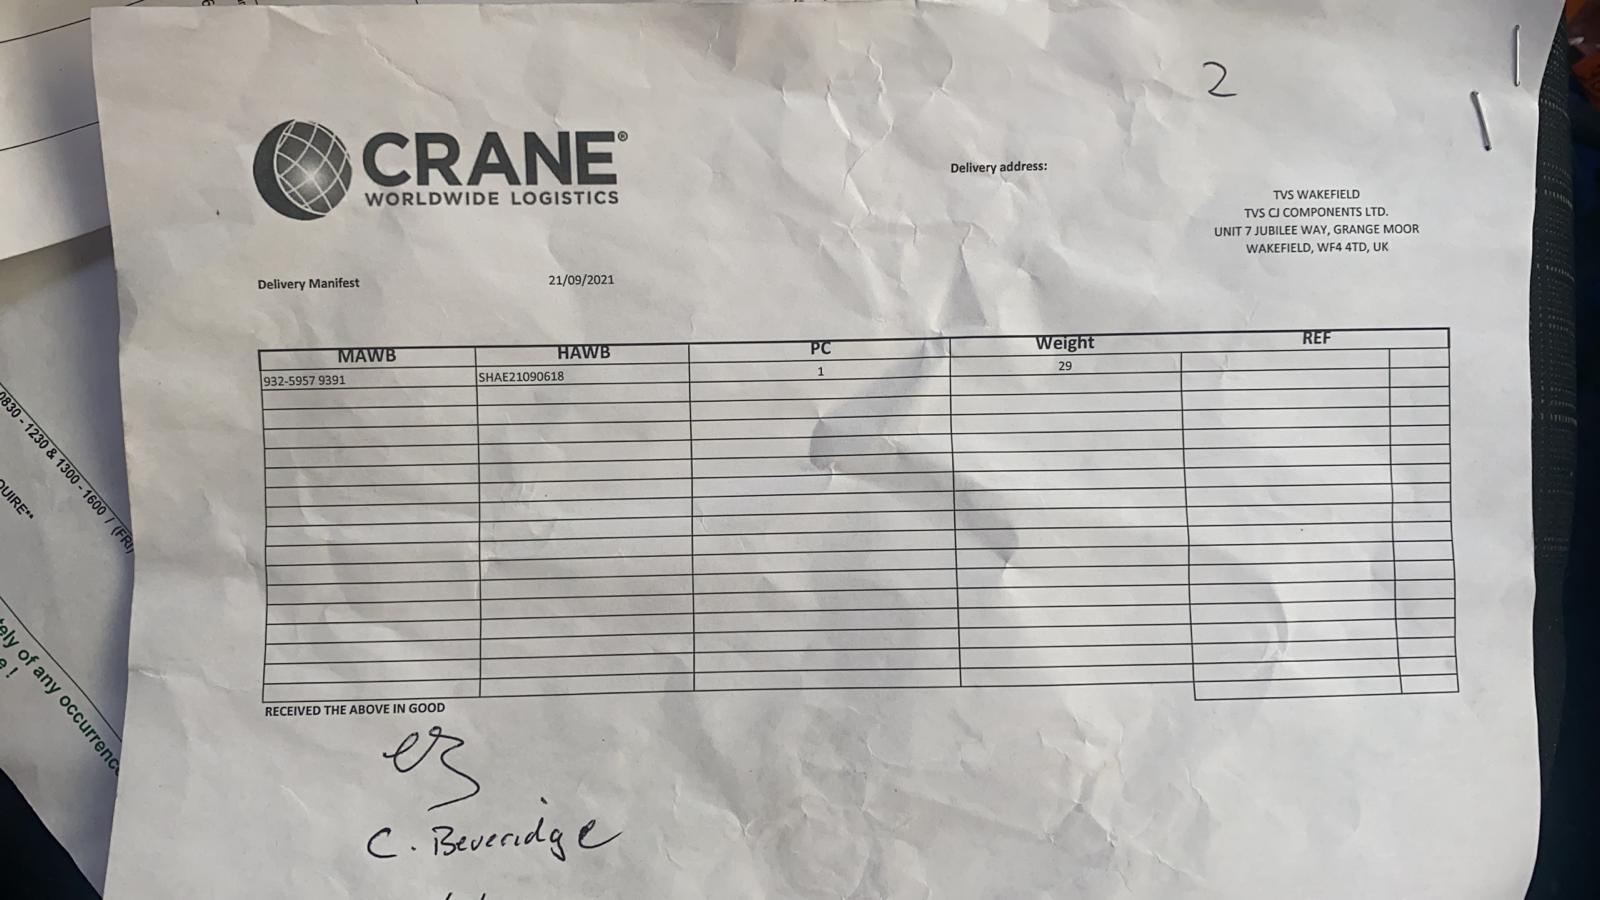 2
CRANE®
WORLDWIDE LOGISTICS
Delivery address:
TVS WAKEFIELD
TVS CJ COMPONENTS LTD.
UNIT 7 JUBILEE WAY, GRANGE MOOR
WAKEFIELD, WF4 4TD, UK
Delivery Manifest 21/09/2021
MAWB HAWB PC Weight REF
932-5957 9391 SHAE21090618 1 29
RECEIVED THE ABOVE IN GOOD
C. Beveridge
0830 - 1230 & 1300 - 1600 / (FRI)
QUIRE**
tely of any occurrenc
e !